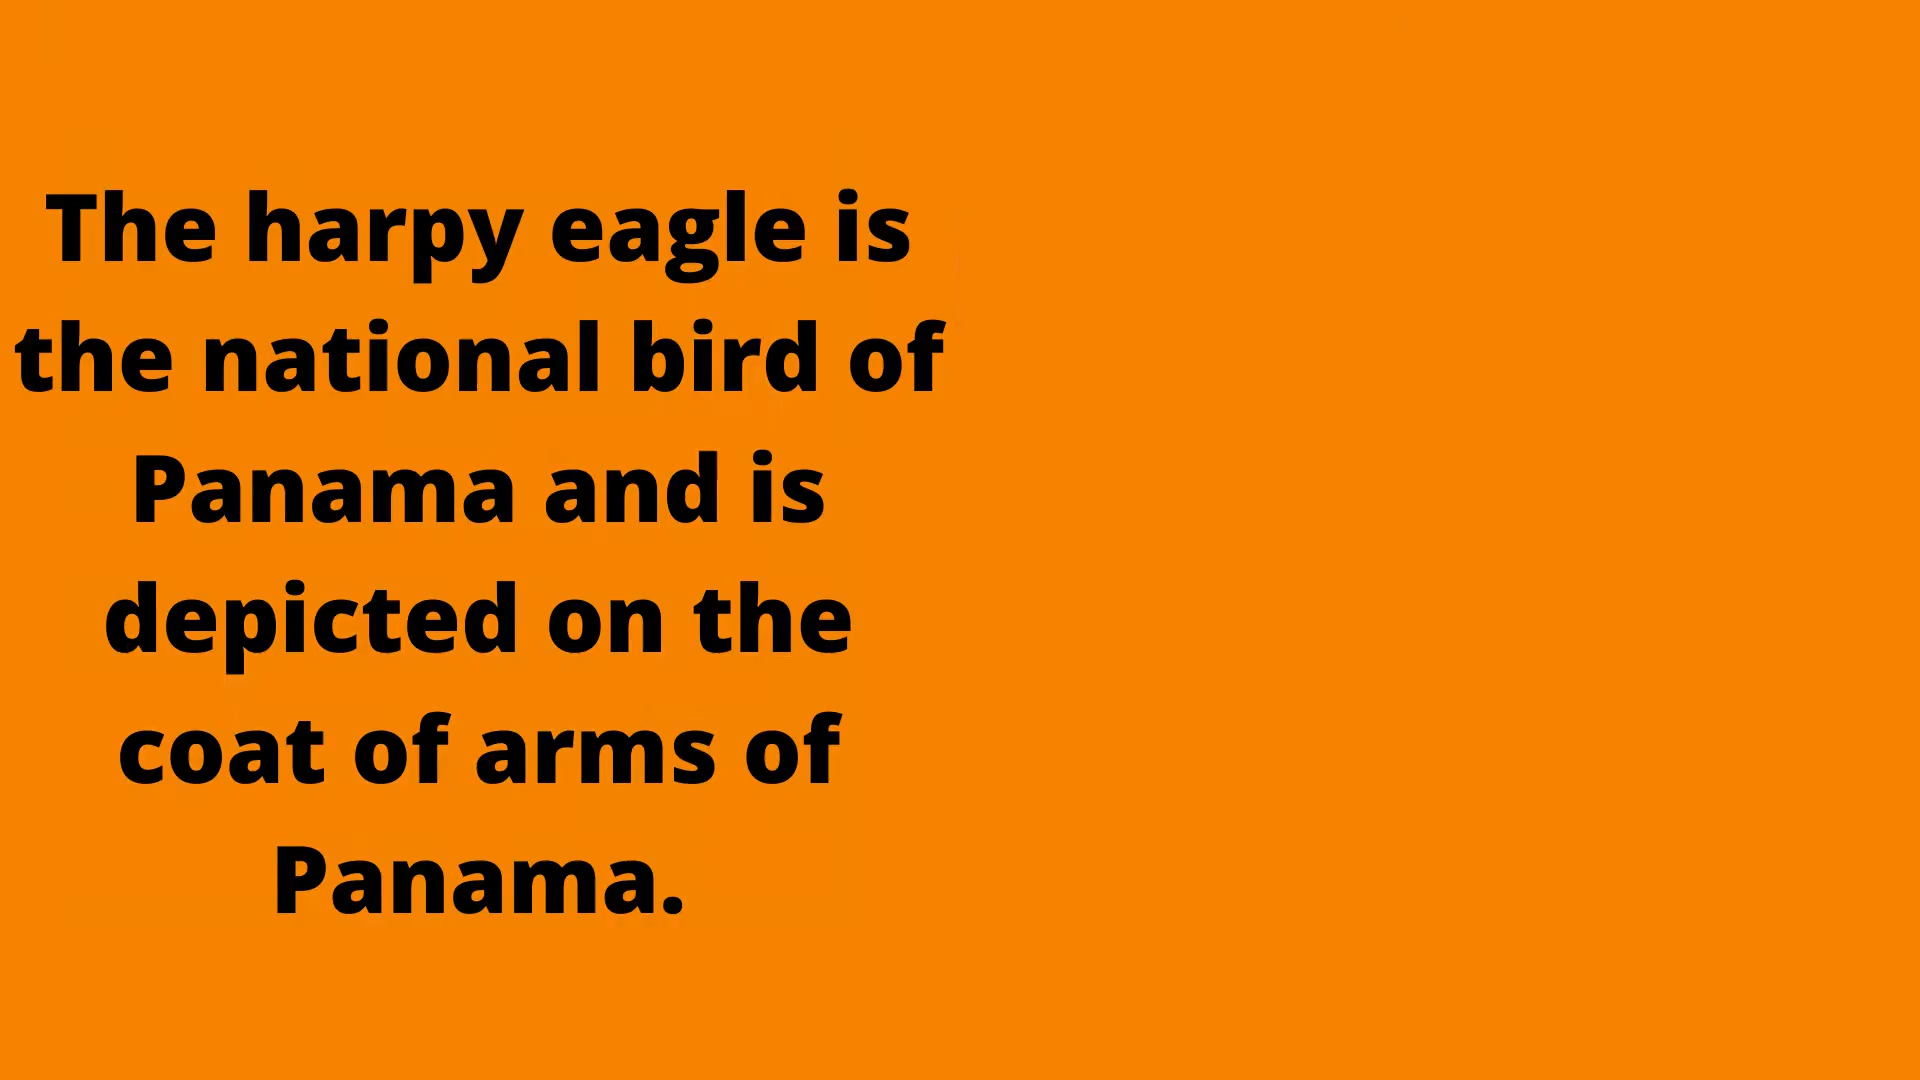 The harpy eagle is
the national bird of
Panama and is
depicted on the
coat of arms of
Panama.